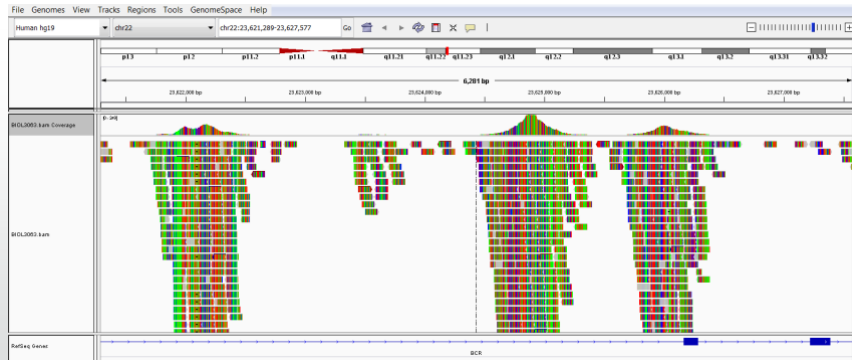 File Genomes View Tracks Regions Tools GenomeSpace Help
Human hg19 chr22 chr22:23,621,289-23,627,577 Go
p13 p12 p11.2 p11.1 q11.1 q11.21 q11.22 q11.23 q12.1 q12.2 q12.3 q13.1 q13.2 q13.31 q13.32
6,281 bp
23,622,000 bp 23,623,000 bp 23,624,000 bp 23,625,000 bp 23,626,000 bp 23,627,000 bp
BIOL3063.bam Coverage
BIOL3063.bam
RefSeq Genes
BCR